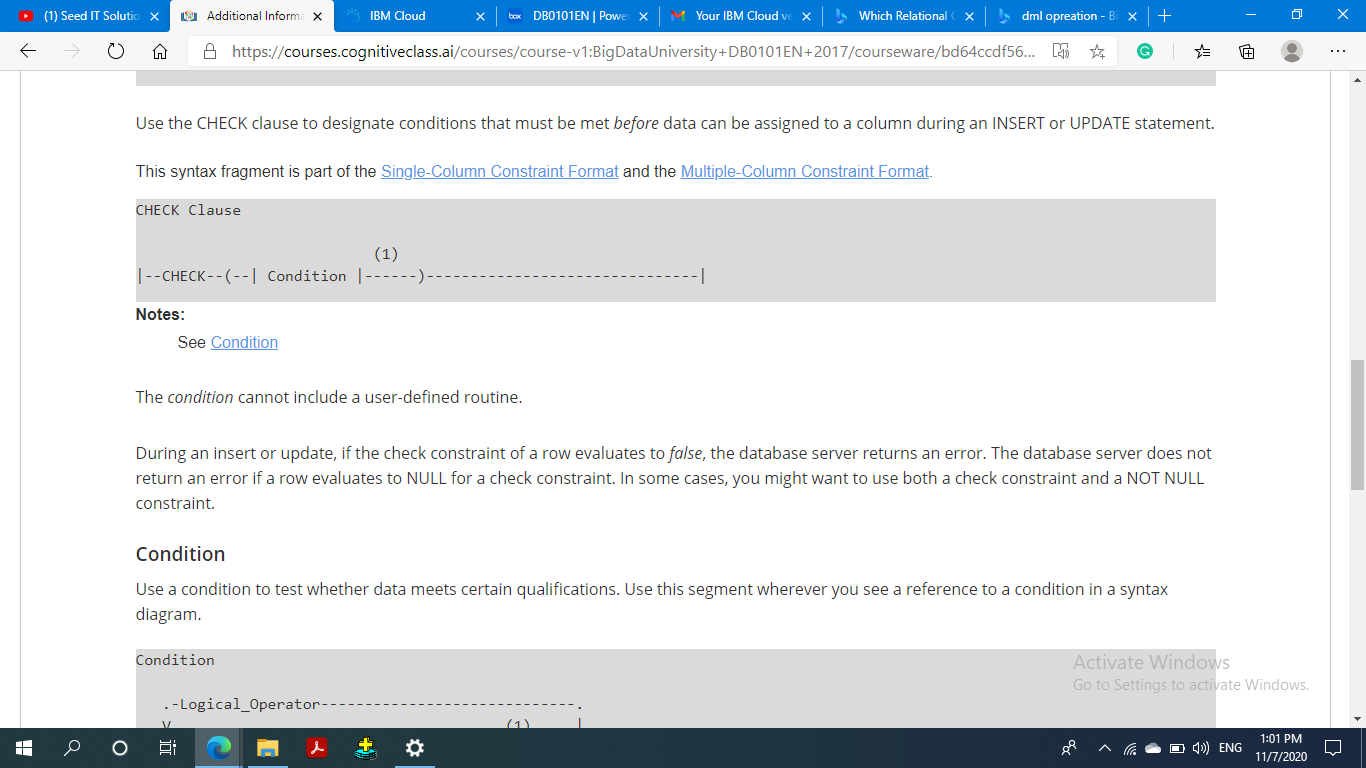 (1) Seed IT Solutio
Additional Informa
IBM Cloud
box DB0101EN | Powe
Your IBM Cloud ve
Which Relational
dml opreation - Bi
https://courses.cognitiveclass.ai/courses/course-v1:BigDataUniversity+DB0101EN+2017/courseware/bd64ccdf56...
Use the CHECK clause to designate conditions that must be met before data can be assigned to a column during an INSERT or UPDATE statement.
This syntax fragment is part of the Single-Column Constraint Format and the Multiple-Column Constraint Format.
CHECK Clause
(1)
|--CHECK--(--| Condition |------)-------------------------------|
Notes:
See Condition
The condition cannot include a user-defined routine.
During an insert or update, if the check constraint of a row evaluates to false, the database server returns an error. The database server does not
return an error if a row evaluates to NULL for a check constraint. In some cases, you might want to use both a check constraint and a NOT NULL
constraint.
Condition
Use a condition to test whether data meets certain qualifications. Use this segment wherever you see a reference to a condition in a syntax
diagram.
Condition
.-Logical_Operator-----------------------------.
V (1) |
Activate Windows
Go to Settings to activate Windows.
ENG
1:01 PM
11/7/2020